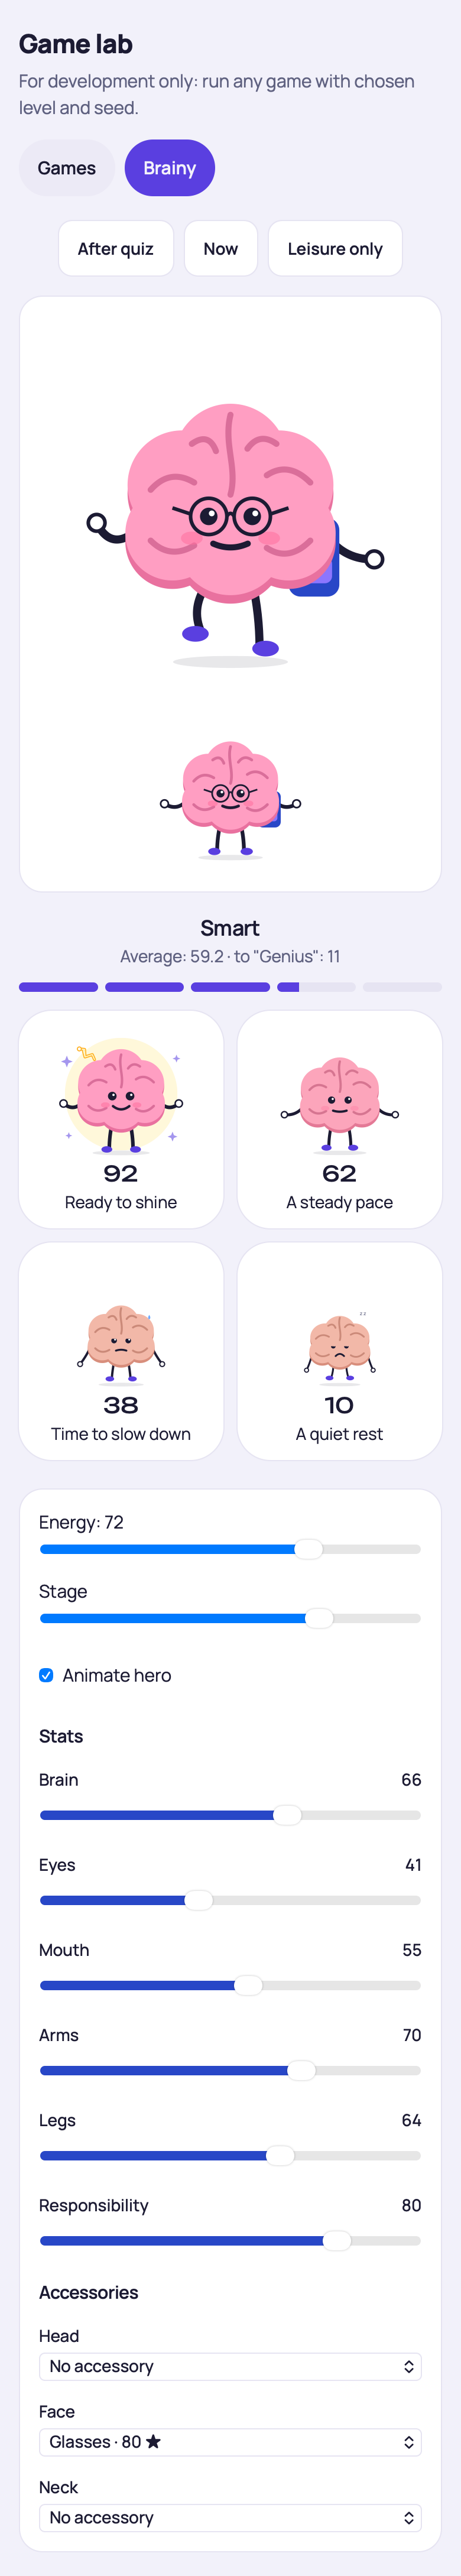 Game lab
For development only: run any game with chosen
level and seed.
Games
Brainy
After quiz
Now
Leisure only
Smart
Average: 59.2 · to "Genius": 11
92
Ready to shine
62
A steady pace
38
Time to slow down
z z
10
A quiet rest
Energy: 72
Stage
Animate hero
Stats
Brain 66
Eyes 41
Mouth 55
Arms 70
Legs 64
Responsibility 80
Accessories
Head
No accessory
Face
Glasses · 80 ★
Neck
No accessory